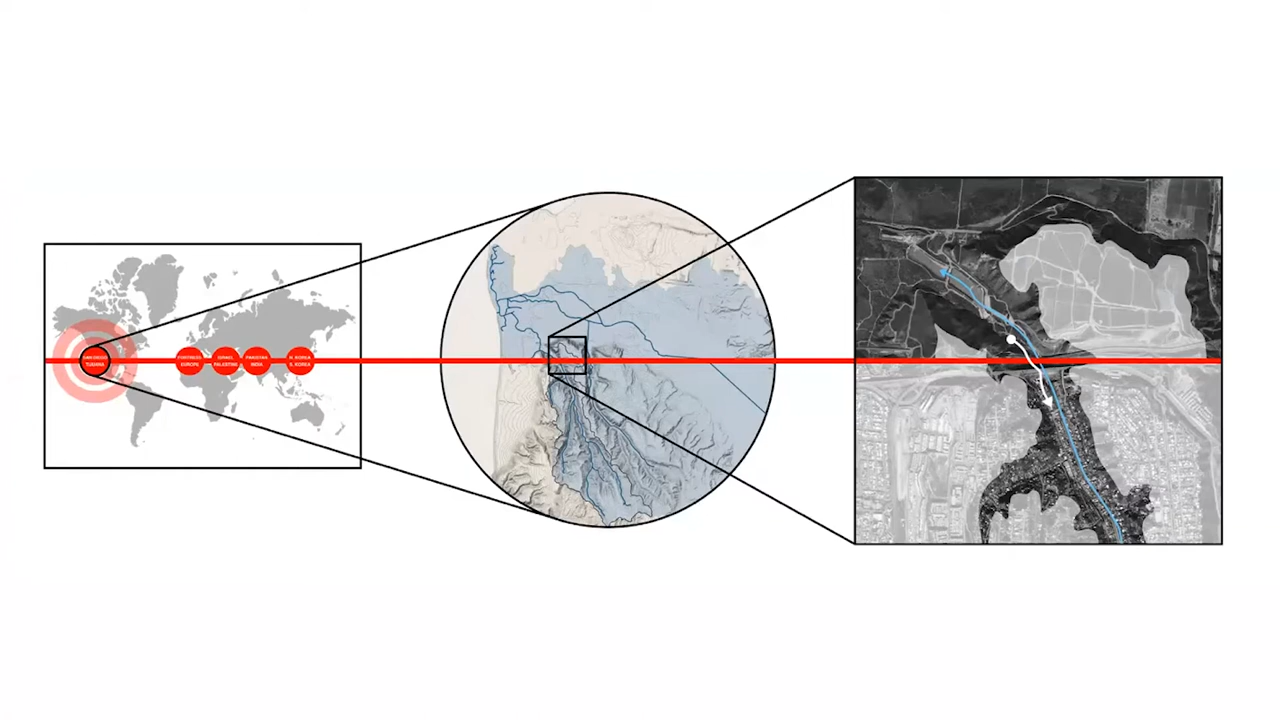 SAN DIEGO
TIJUANA
FORTRESS
EUROPE
ISRAEL
PALESTINE
PAKISTAN
INDIA
N. KOREA
S. KOREA